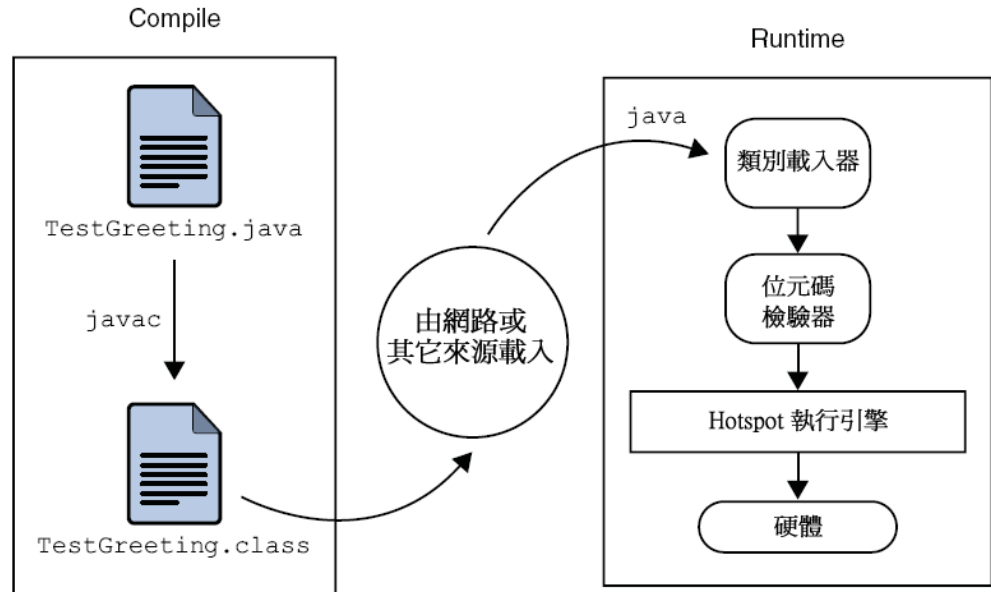 Compile
TestGreeting.java
javac
TestGreeting.class
由網路或
其它來源載入
Runtime
java
類別載入器
位元碼
檢驗器
Hotspot 執行引擎
硬體